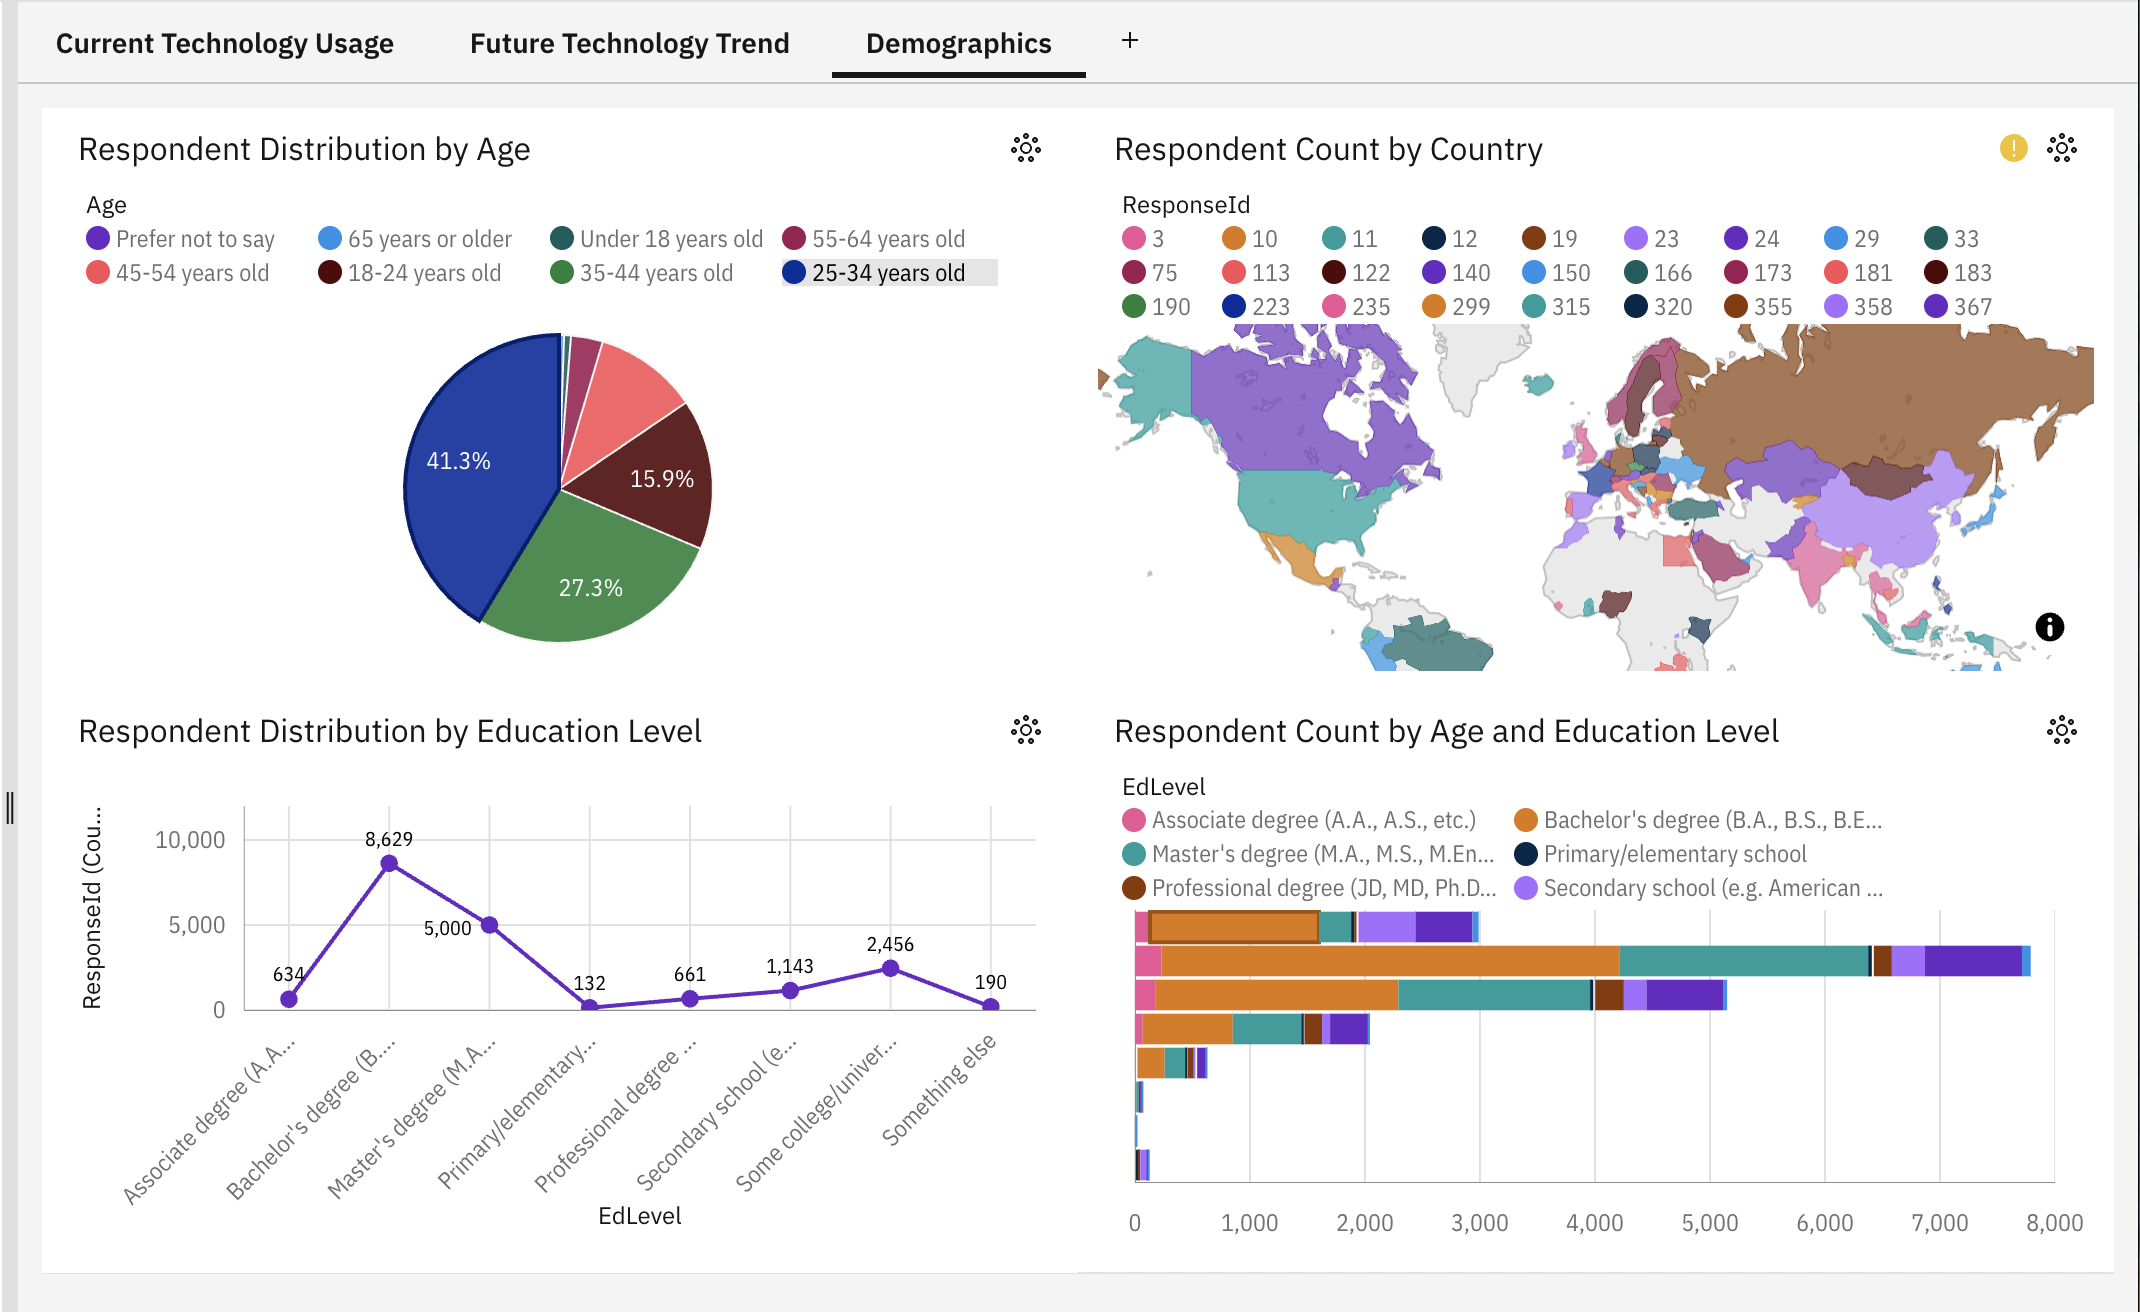 Current Technology Usage Future Technology Trend Demographics +
Respondent Distribution by Age
Age
Prefer not to say 65 years or older Under 18 years old 55-64 years old
45-54 years old 18-24 years old 35-44 years old 25-34 years old
41.3%
15.9%
27.3%
Respondent Count by Country
ResponseId
3 10 11 12 19 23 24 29 33
75 113 122 140 150 166 173 181 183
190 223 235 299 315 320 355 358 367
Respondent Distribution by Education Level
ResponseId (Cou...
10,000
5,000
0
634
8,629
5,000
132
661
1,143
2,456
190
Associate degree (A.A...
Bachelor's degree (B....
Master's degree (M.A...
Primary/elementary...
Professional degree ...
Secondary school (e...
Some college/univer...
Something else
EdLevel
Respondent Count by Age and Education Level
EdLevel
Associate degree (A.A., A.S., etc.) Bachelor's degree (B.A., B.S., B.E...
Master's degree (M.A., M.S., M.En... Primary/elementary school
Professional degree (JD, MD, Ph.D... Secondary school (e.g. American ...
0 1,000 2,000 3,000 4,000 5,000 6,000 7,000 8,000